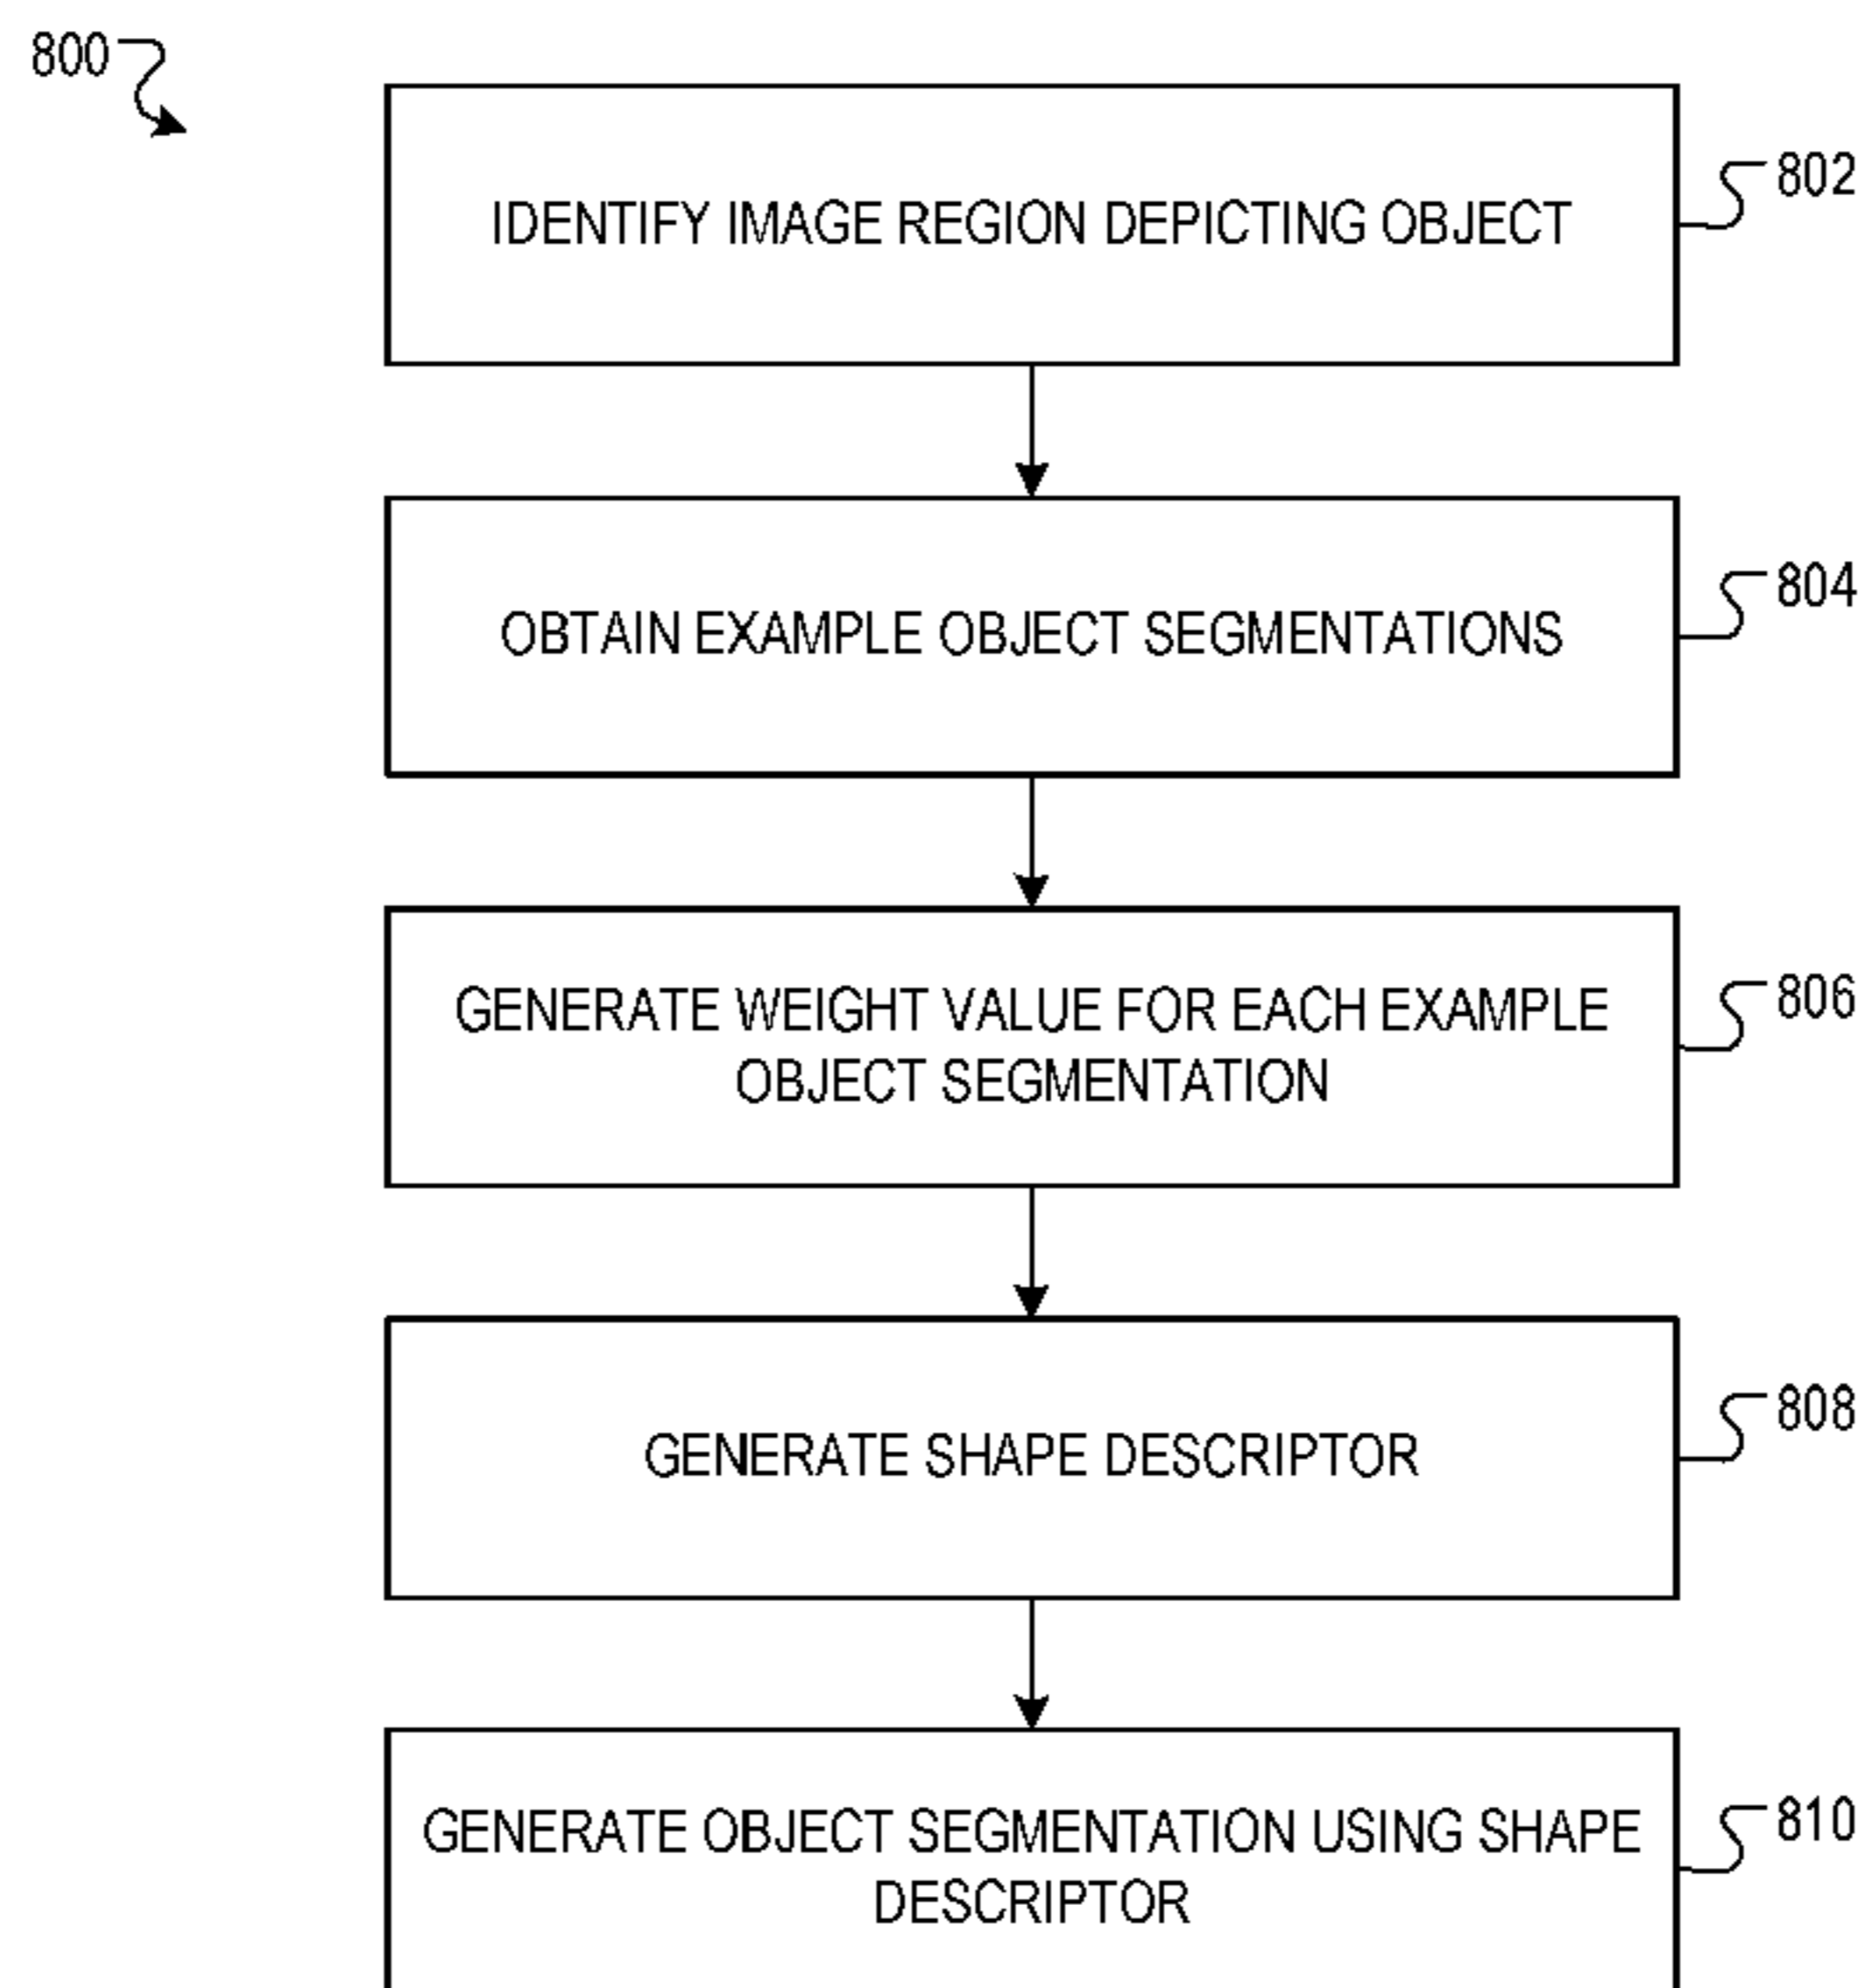 800
IDENTIFY IMAGE REGION DEPICTING OBJECT
802
OBTAIN EXAMPLE OBJECT SEGMENTATIONS
804
GENERATE WEIGHT VALUE FOR EACH EXAMPLE
OBJECT SEGMENTATION
806
GENERATE SHAPE DESCRIPTOR
808
GENERATE OBJECT SEGMENTATION USING SHAPE
DESCRIPTOR
810